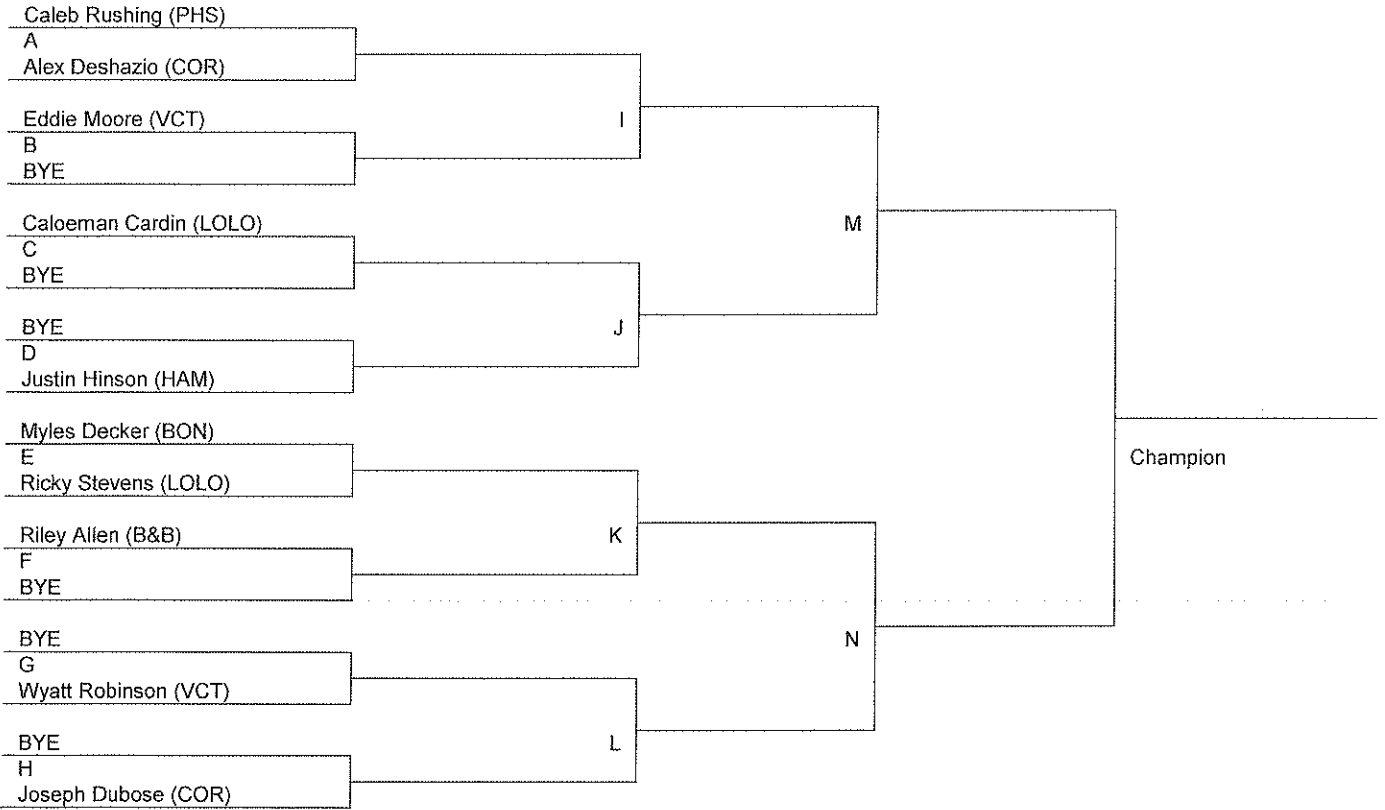 Caleb Rushing (PHS)
A
Alex Deshazio (COR)
Eddie Moore (VCT)
B
BYE
Caloeman Cardin (LOLO)
C
BYE
BYE
D
Justin Hinson (HAM)
Myles Decker (BON)
E
Ricky Stevens (LOLO)
Riley Allen (B&B)
F
BYE
BYE
G
Wyatt Robinson (VCT)
BYE
H
Joseph Dubose (COR)
I
J
K
L
M
N
Champion